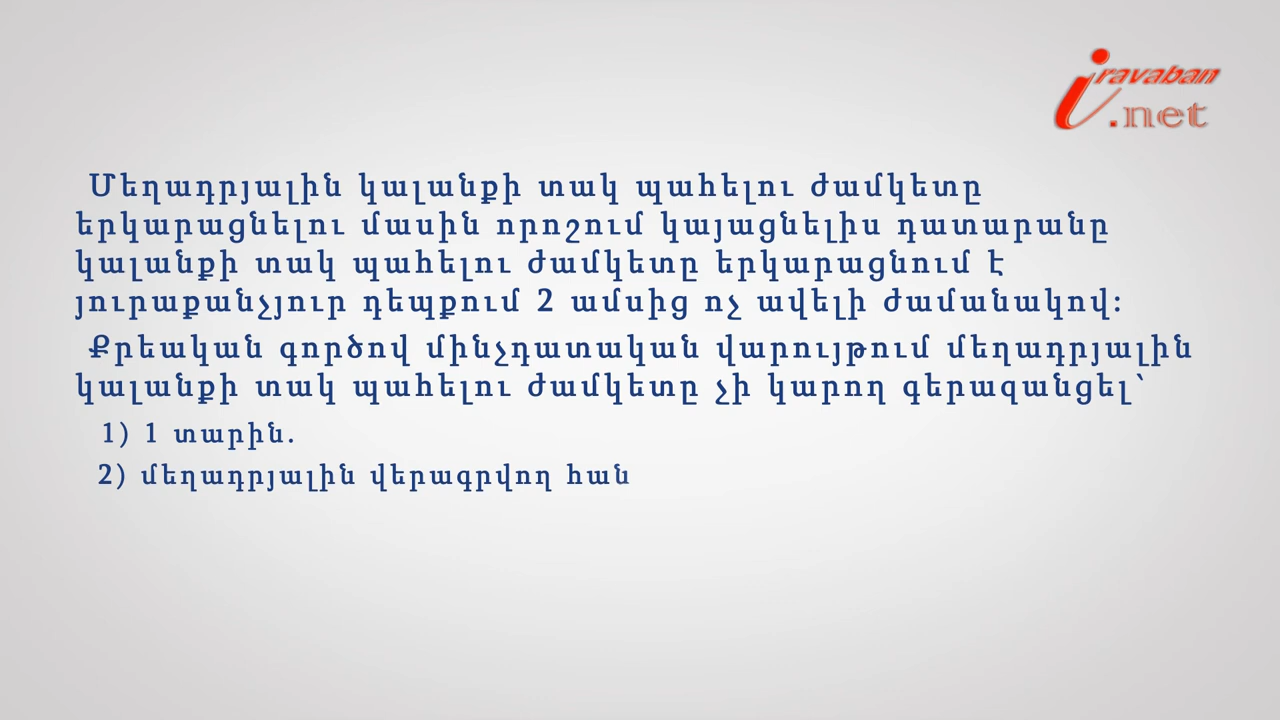 iravaban
.net
Մեղադրյալին կալանքի տակ պահելու ժամկետը
երկարացնելու մասին որոշում կայացնելիս դատարանը
կալանքի տակ պահելու ժամկետը երկարացնում է
յուրաքանչյուր դեպքում 2 ամսից ոչ ավելի ժամանակով:
Քրեական գործով մինչդատական վարույթում մեղադրյալին
կալանքի տակ պահելու ժամկետը չի կարող գերազանցել՝
1) 1 տարին.
2) մեղադրյալին վերագրվող հան